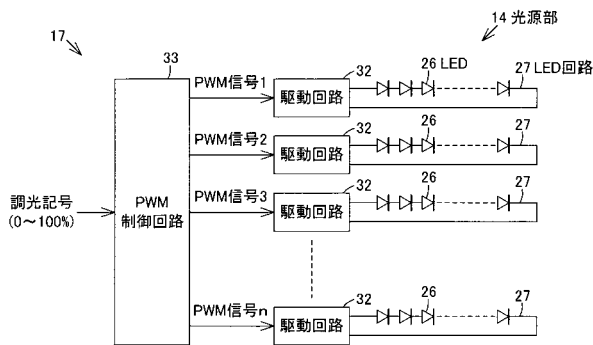 17
14 光源部
33
PWM信号1
32
駆動回路
26 LED
27 LED回路
PWM信号2
32
駆動回路
26
27
調光記号
(0～100%)
PWM
制御回路
PWM信号3
32
駆動回路
26
27
PWM信号n
32
駆動回路
26
27